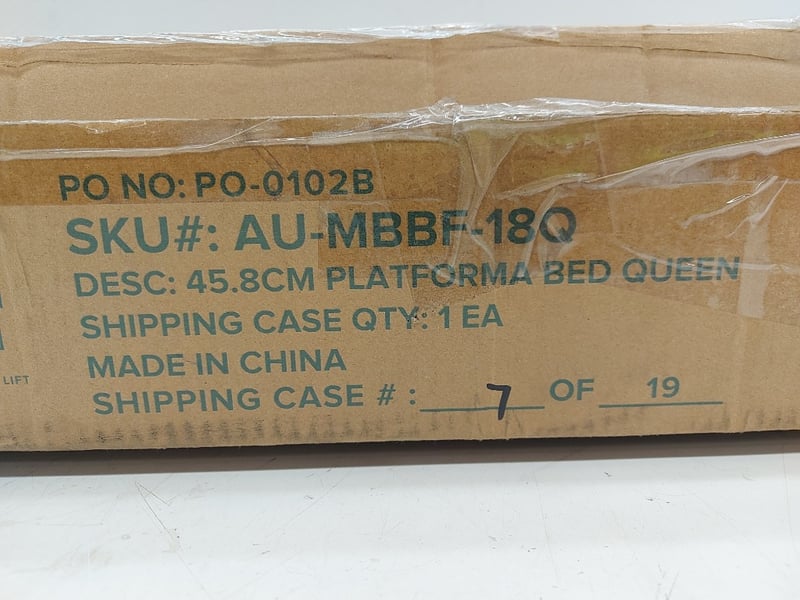 PO NO: PO-0102B
SKU#: AU-MBBF-18Q
DESC: 45.8CM PLATFORMA BED QUEEN
SHIPPING CASE QTY: 1 EA
MADE IN CHINA
LIFT
SHIPPING CASE # : 7 OF 19